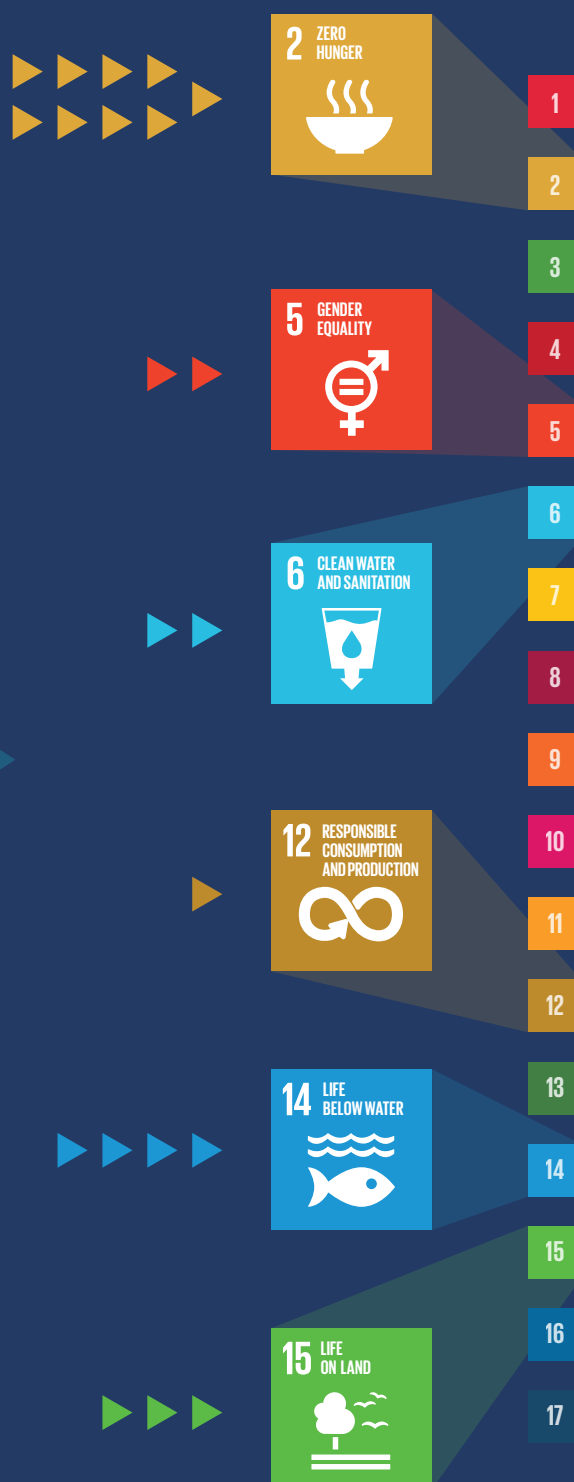 2 ZERO
HUNGER
5 GENDER
EQUALITY
6 CLEAN WATER
AND SANITATION
12 RESPONSIBLE
CONSUMPTION
AND PRODUCTION
14 LIFE
BELOW WATER
15 LIFE
ON LAND
1
2
3
4
5
6
7
8
9
10
11
12
13
14
15
16
17